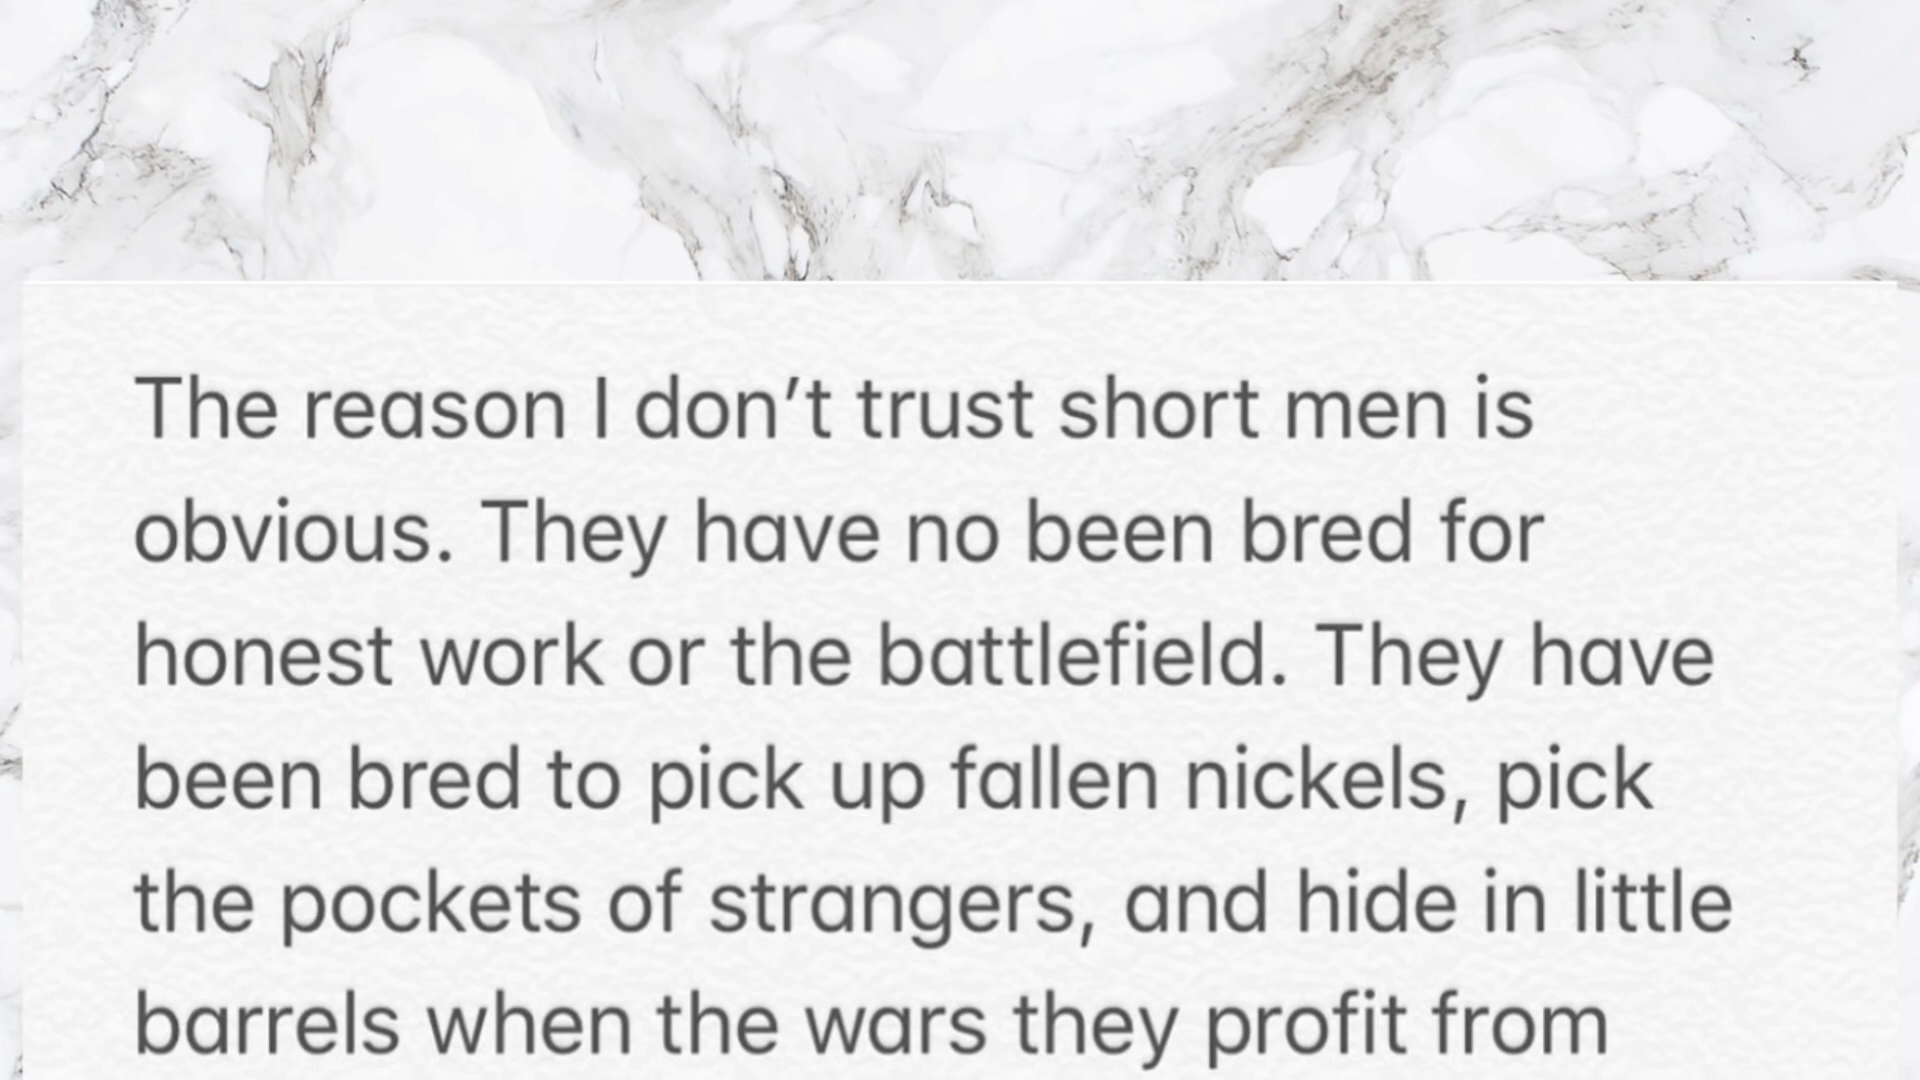 The reason I don’t trust short men is
obvious. They have no been bred for
honest work or the battlefield. They have
been bred to pick up fallen nickels, pick
the pockets of strangers, and hide in little
barrels when the wars they profit from